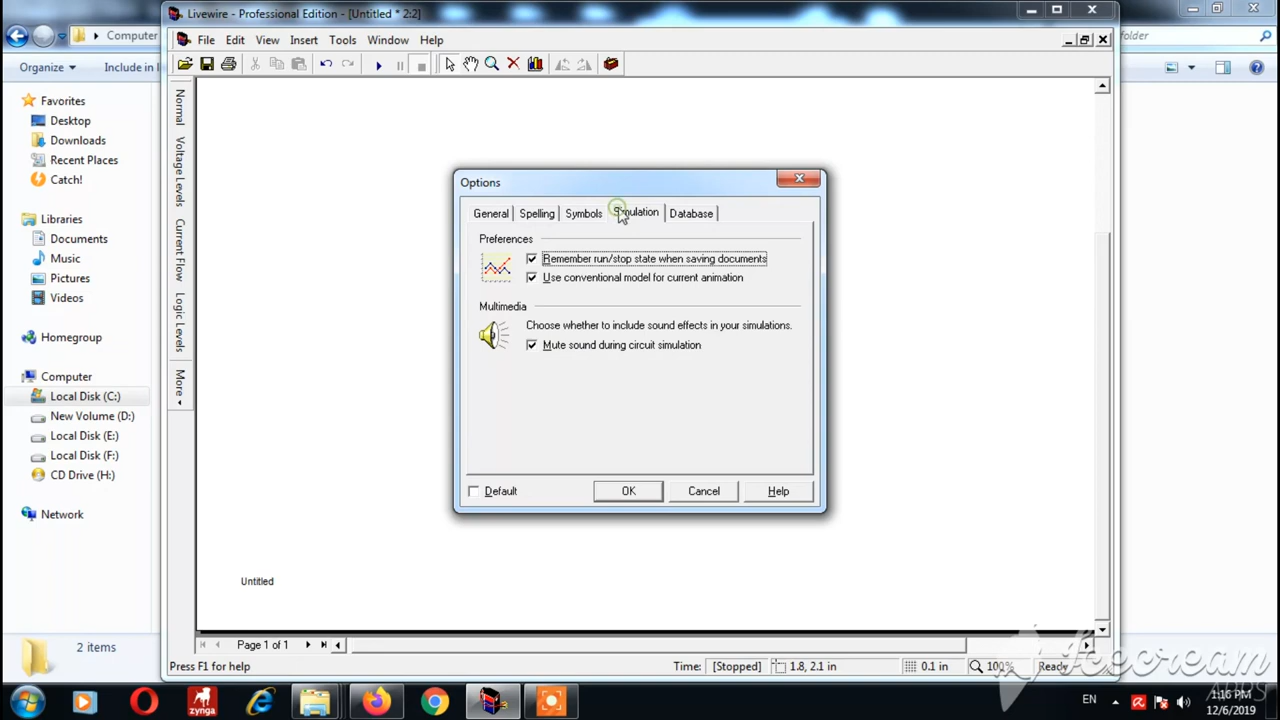 Livewire - Professional Edition - [Untitled * 2:2]
Computer
folder
File Edit View Insert Tools Window Help
Organize
Include in l
Normal
Voltage Levels
Current Flow
Logic Levels
More
Favorites
Desktop
Downloads
Recent Places
Catch!
Libraries
Documents
Music
Pictures
Videos
Homegroup
Computer
Local Disk (C:)
New Volume (D:)
Local Disk (E:)
Local Disk (F:)
CD Drive (H:)
Network
2 items
Options
General Spelling Symbols Simulation Database
Preferences
Remember run/stop state when saving documents
Use conventional model for current animation
Multimedia
Choose whether to include sound effects in your simulations.
Mute sound during circuit simulation
Default OK Cancel Help
Untitled
Page 1 of 1
Press F1 for help
Time: [Stopped] 1.8, 2.1 in 0.1 in 100% Ready
Icecream
APPS
zynga
EN
1:16 PM
12/6/2019